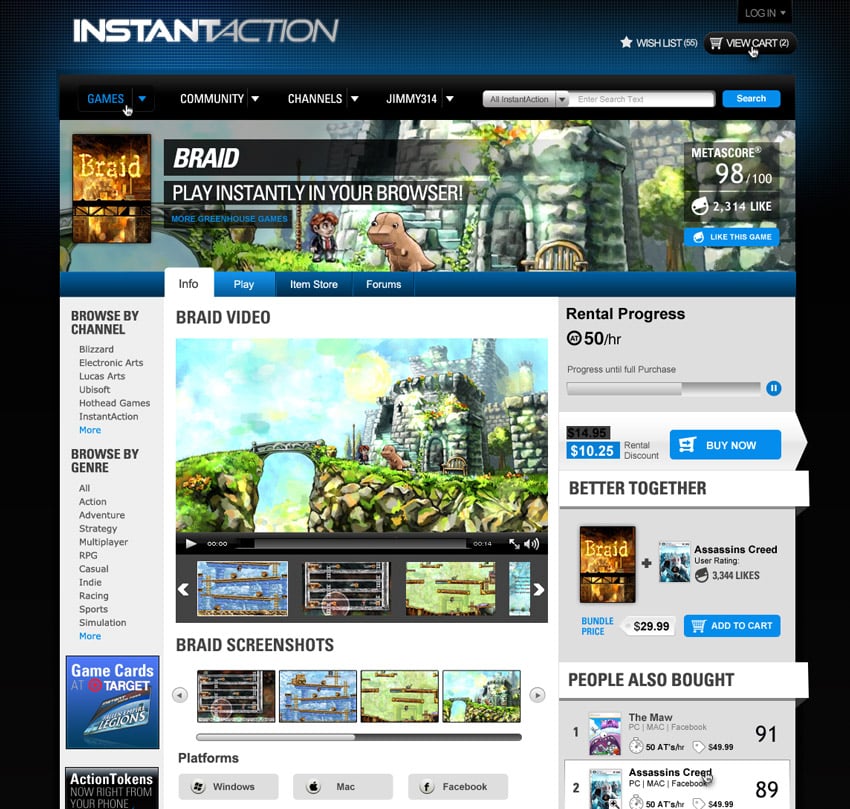 INSTANTACTION
LOG IN
WISH LIST (55)
VIEW CART (2)
GAMES
COMMUNITY
CHANNELS
JIMMY314
All InstantAction
Enter Search Text
Search
Braid
BRAID
PLAY INSTANTLY IN YOUR BROWSER!
MORE GREENHOUSE GAMES
METASCORE®
98/100
2,314 LIKE
LIKE THIS GAME
Info
Play
Item Store
Forums
BROWSE BY
CHANNEL
Blizzard
Electronic Arts
Lucas Arts
Ubisoft
Hothead Games
InstantAction
More
BROWSE BY
GENRE
All
Action
Adventure
Strategy
Multiplayer
RPG
Casual
Indie
Racing
Sports
Simulation
More
Game Cards
AT TARGET
FALLEN EMPIRE
LEGIONS
ActionTokens
NOW RIGHT FROM
YOUR PHONE
BRAID VIDEO
00:00
00:14
BRAID SCREENSHOTS
Platforms
Windows
Mac
Facebook
Rental Progress
AT 50/hr
Progress until full Purchase
$14.95
$10.25
Rental
Discount
BUY NOW
BETTER TOGETHER
Braid
+
Assassins Creed
User Rating:
3,344 LIKES
BUNDLE
PRICE
$29.99
ADD TO CART
PEOPLE ALSO BOUGHT
1
The Maw
PC | MAC | Facebook
50 AT's/hr
$49.99
91
2
Assassins Creed
PC | MAC | Facebook
50 AT's/hr
$49.99
89